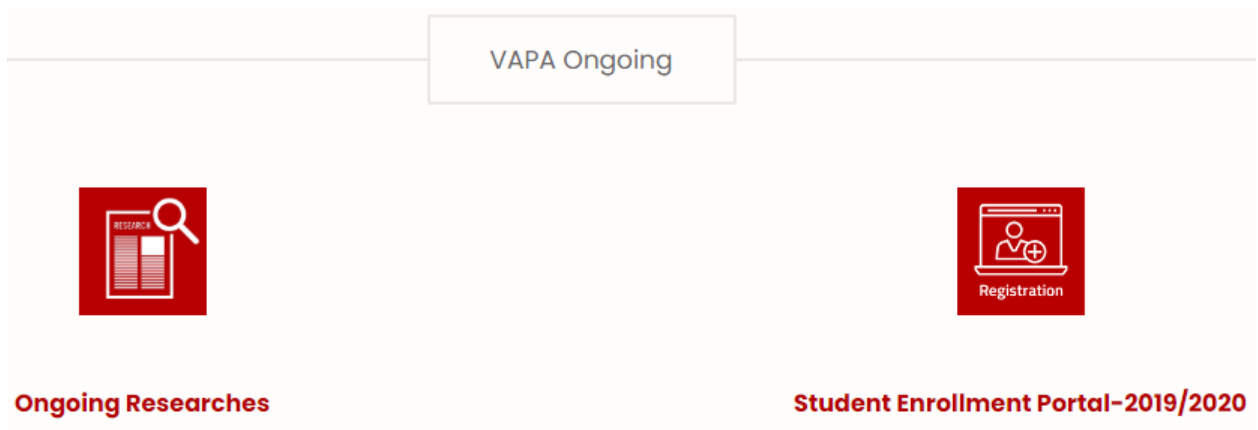 VAPA Ongoing
RESEARCH
Registration
Ongoing Researches
Student Enrollment Portal-2019/2020